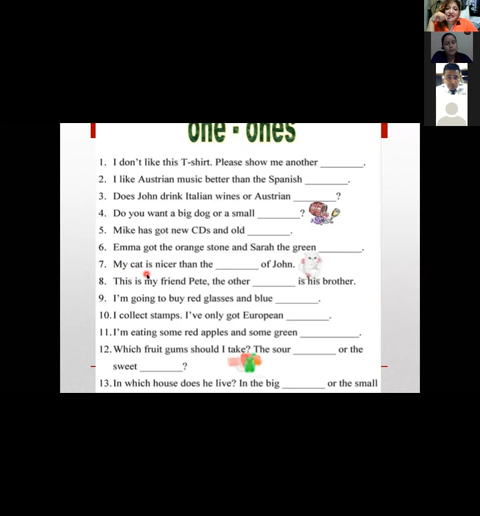 one - ones
1. I don't like this T-shirt. Please show me another ________.
2. I like Austrian music better than the Spanish ________.
3. Does John drink Italian wines or Austrian ________?
4. Do you want a big dog or a small ________?
5. Mike has got new CDs and old ________.
6. Emma got the orange stone and Sarah the green ________.
7. My cat is nicer than the ________ of John.
8. This is my friend Pete, the other ________ is his brother.
9. I'm going to buy red glasses and blue ________.
10. I collect stamps. I've only got European ________.
11. I'm eating some red apples and some green ________.
12. Which fruit gums should I take? The sour ________ or the
sweet ________?
13. In which house does he live? In the big ________ or the small